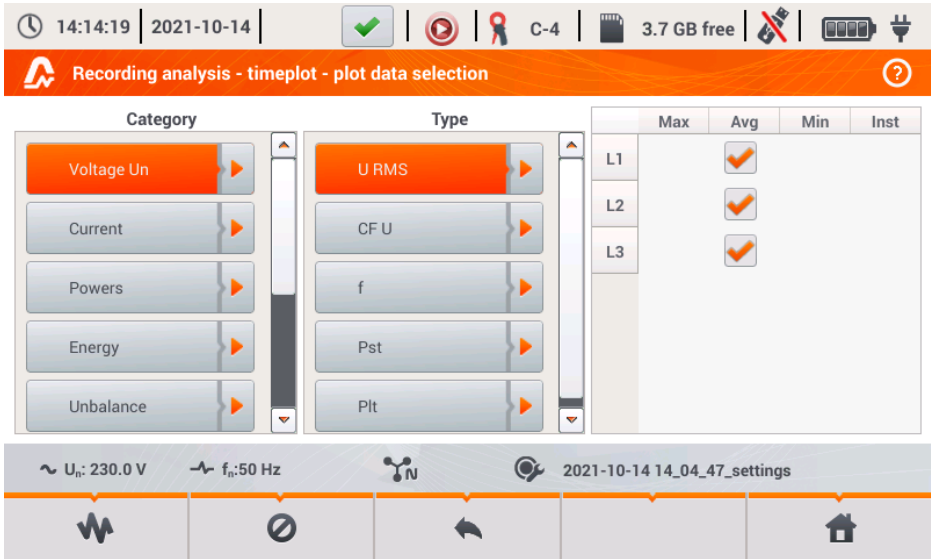 14:14:19 2021-10-14 C-4 3.7 GB free
Recording analysis - timeplot - plot data selection ?
Category
Voltage Un
Current
Powers
Energy
Unbalance
Type
U RMS
CF U
f
Pst
Plt
Max Avg Min Inst
L1
L2
L3
Un: 230.0 V fn:50 Hz N 2021-10-14 14_04_47_settings